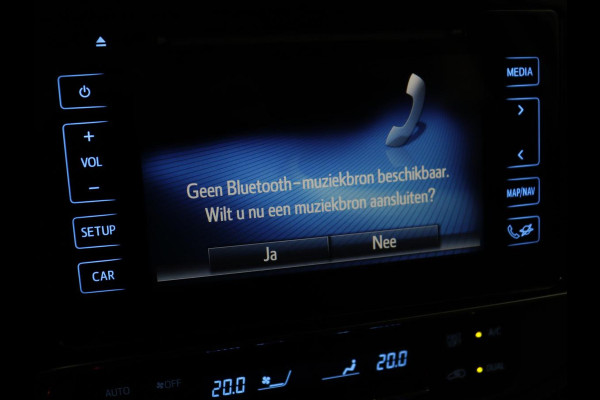 MEDIA
VOL
SETUP
CAR
MAP/NAV
Geen Bluetooth-muziekbron beschikbaar.
Wilt u nu een muziekbron aansluiten?
Ja Nee
AUTO OFF 20.0 20.0 A/C
DUAL